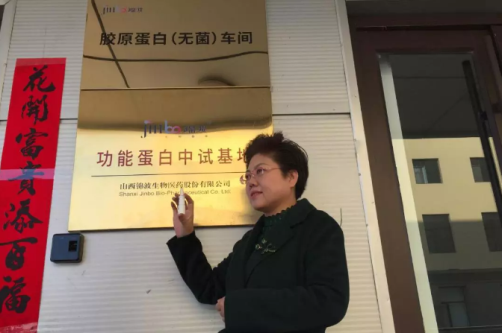 胶原蛋白(无菌)车间
功能蛋白中试基地
山西锦波生物医药股份有限公司
Shanxi Jinbo Bio-Pharmaceutical Co., Ltd.
花開富貴添百福